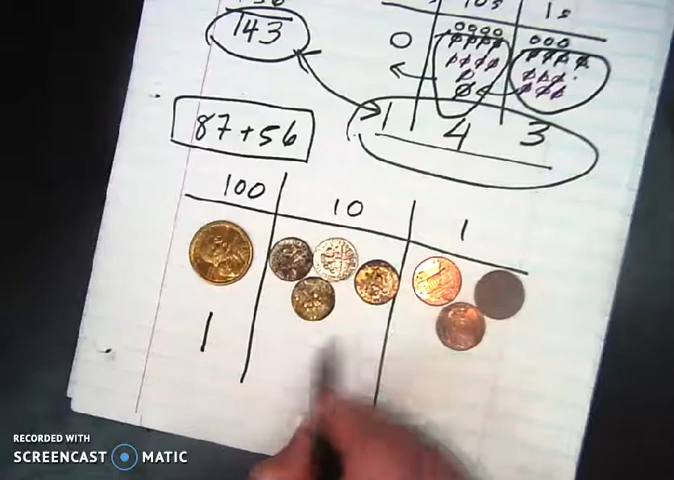 10s 1s
143
0
87+56
1 4 3
100 10 1
1
RECORDED WITH
SCREENCAST MATIC